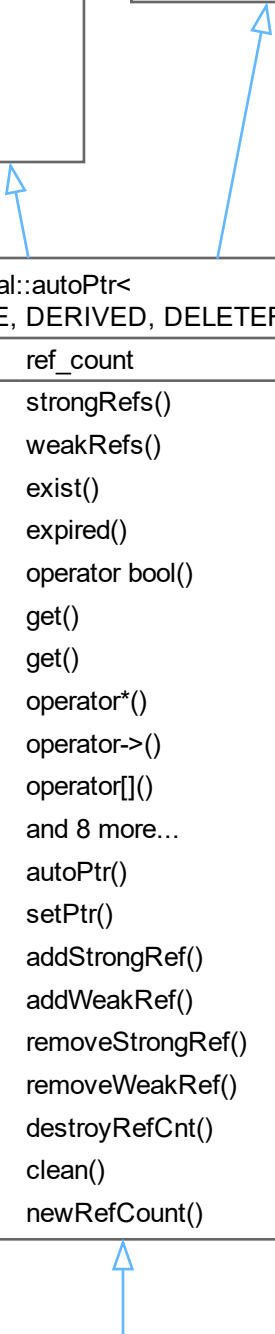 al::autoPtr<
E, DERIVED, DELETER
ref_count
strongRefs()
weakRefs()
exist()
expired()
operator bool()
get()
get()
operator*()
operator->()
operator[]()
and 8 more...
autoPtr()
setPtr()
addStrongRef()
addWeakRef()
removeStrongRef()
removeWeakRef()
destroyRefCnt()
clean()
newRefCount()